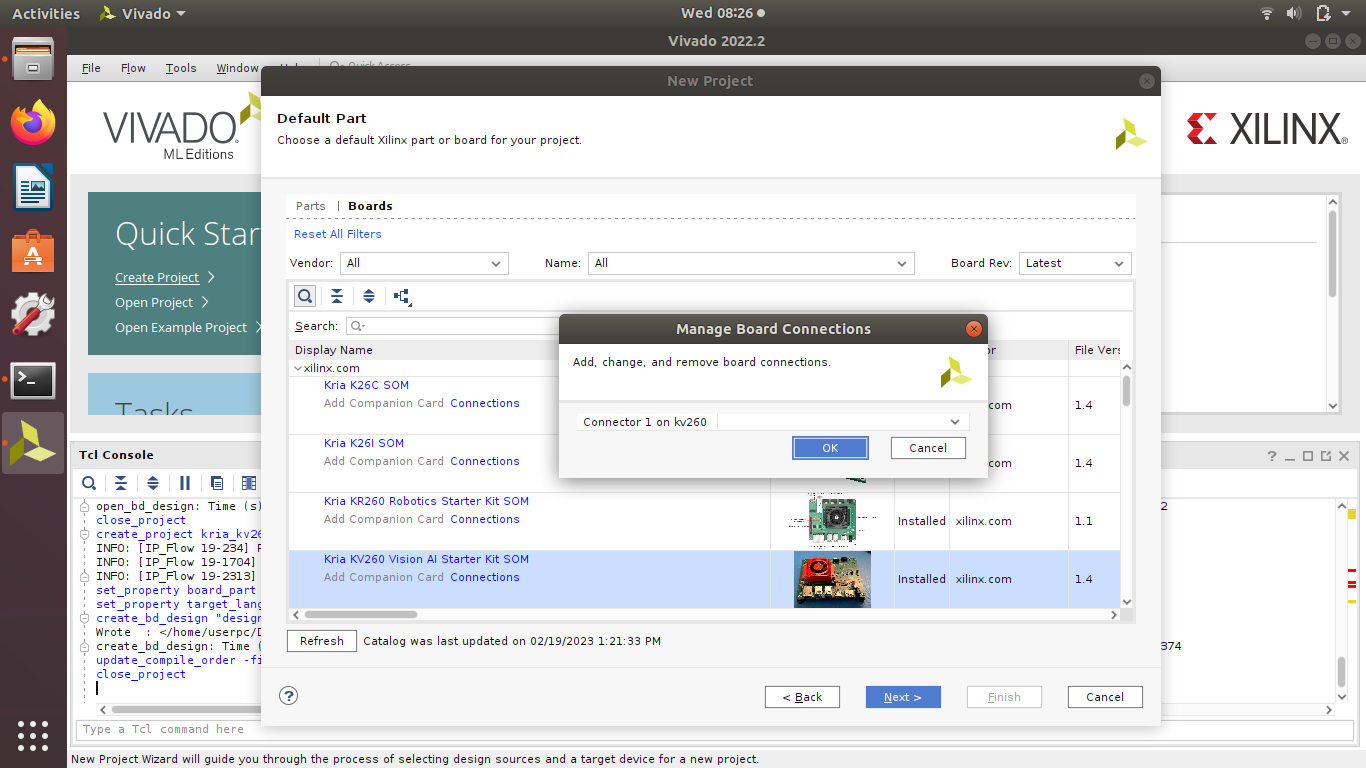 Activities Vivado Wed 08:26
Vivado 2022.2
File Flow Tools Window Help Quick Access
New Project
Default Part
Choose a default Xilinx part or board for your project.
VIVADO
ML Editions
XILINX
Parts | Boards
Reset All Filters
Vendor: All Name: All Board Rev: Latest
Quick Star
Create Project
Open Project
Open Example Project
Tasks
Search:
Display Name
File Vers
xilinx.com
Kria K26C SOM
Add Companion Card Connections
1.4
Kria K26I SOM
Add Companion Card Connections
1.4
Kria KR260 Robotics Starter Kit SOM
Add Companion Card Connections
Installed xilinx.com 1.1
Kria KV260 Vision AI Starter Kit SOM
Add Companion Card Connections
Installed xilinx.com 1.4
Manage Board Connections
Add, change, and remove board connections.
Connector 1 on kv260
OK Cancel
Refresh Catalog was last updated on 02/19/2023 1:21:33 PM
? < Back Next > Finish Cancel
Tcl Console
open_bd_design: Time (s)
close_project
create_project kria_kv26
INFO: [IP_Flow 19-234] R
INFO: [IP_Flow 19-1704]
INFO: [IP_Flow 19-2313]
set_property board_part
set_property target_lang
create_bd_design "design
Wrote : </home/userpc/D
create_bd_design: Time (
374
update_compile_order -fi
close_project
Type a Tcl command here
New Project Wizard will guide you through the process of selecting design sources and a target device for a new project.